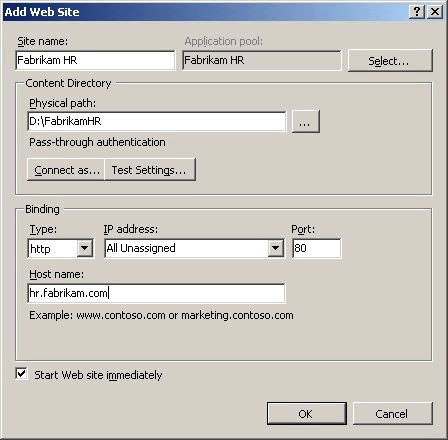 Add Web Site
Site name:
Application pool:
Fabrikam HR
Fabrikam HR
Select...
Content Directory
Physical path:
D:\FabrikamHR
...
Pass-through authentication
Connect as...
Test Settings...
Binding
Type:
IP address:
Port:
http
All Unassigned
80
Host name:
hr.fabrikam.com
Example: www.contoso.com or marketing.contoso.com
Start Web site immediately
OK
Cancel